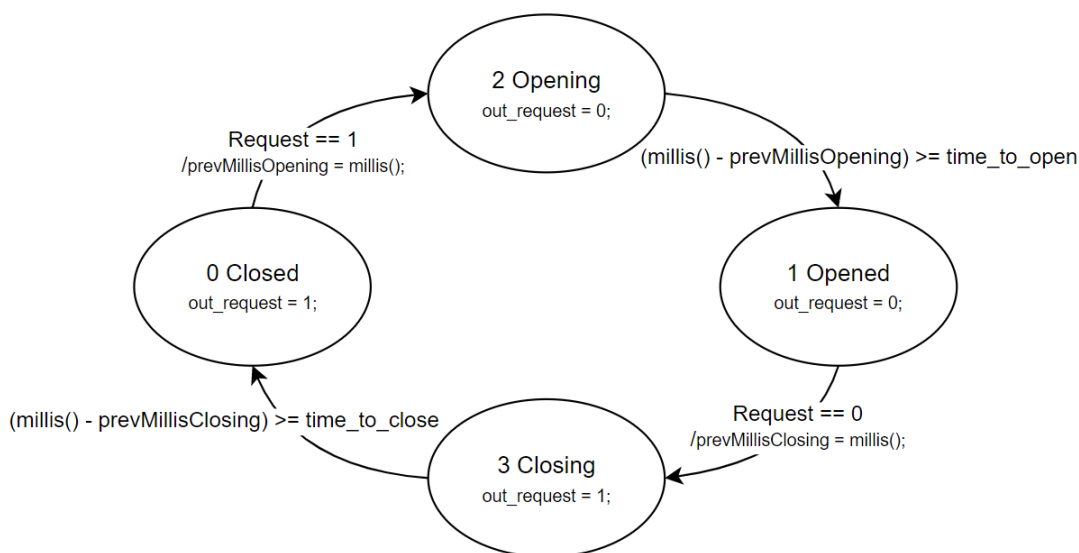 2 Opening
out_request = 0;
Request == 1
/prevMillisOpening = millis();
(millis() - prevMillisOpening) >= time_to_open
0 Closed
out_request = 1;
1 Opened
out_request = 0;
(millis() - prevMillisClosing) >= time_to_close
Request == 0
/prevMillisClosing = millis();
3 Closing
out_request = 1;